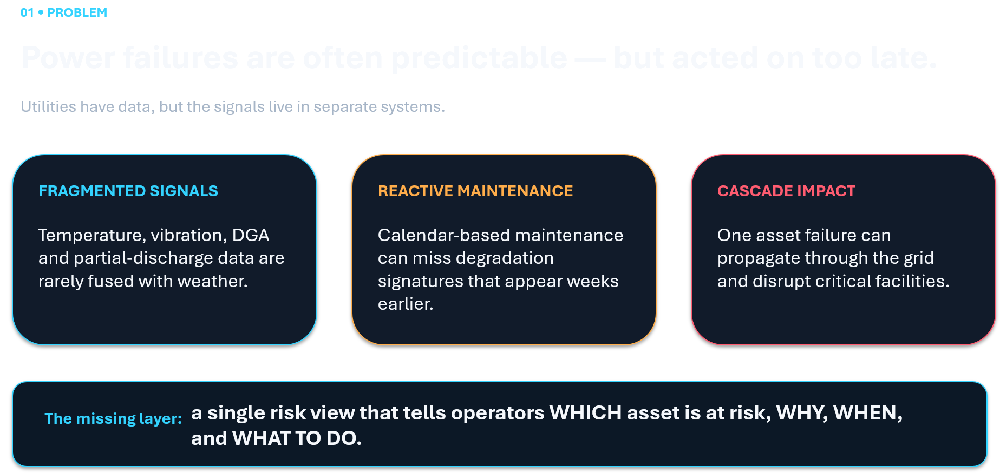 01 • PROBLEM
Power failures are often predictable — but acted on too late.
Utilities have data, but the signals live in separate systems.
FRAGMENTED SIGNALS
Temperature, vibration, DGA
and partial-discharge data are
rarely fused with weather.
REACTIVE MAINTENANCE
Calendar-based maintenance
can miss degradation
signatures that appear weeks
earlier.
CASCADE IMPACT
One asset failure can
propagate through the grid
and disrupt critical facilities.
The missing layer: a single risk view that tells operators WHICH asset is at risk, WHY, WHEN,
and WHAT TO DO.